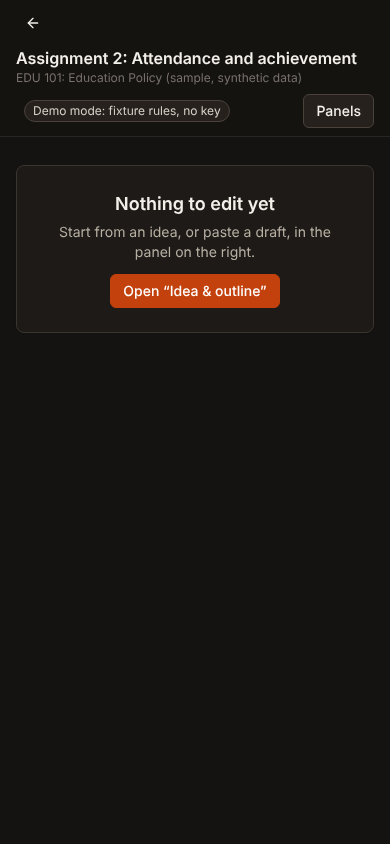 Assignment 2: Attendance and achievement
EDU 101: Education Policy (sample, synthetic data)
Demo mode: fixture rules, no key
Panels
Nothing to edit yet
Start from an idea, or paste a draft, in the
panel on the right.
Open “Idea & outline”